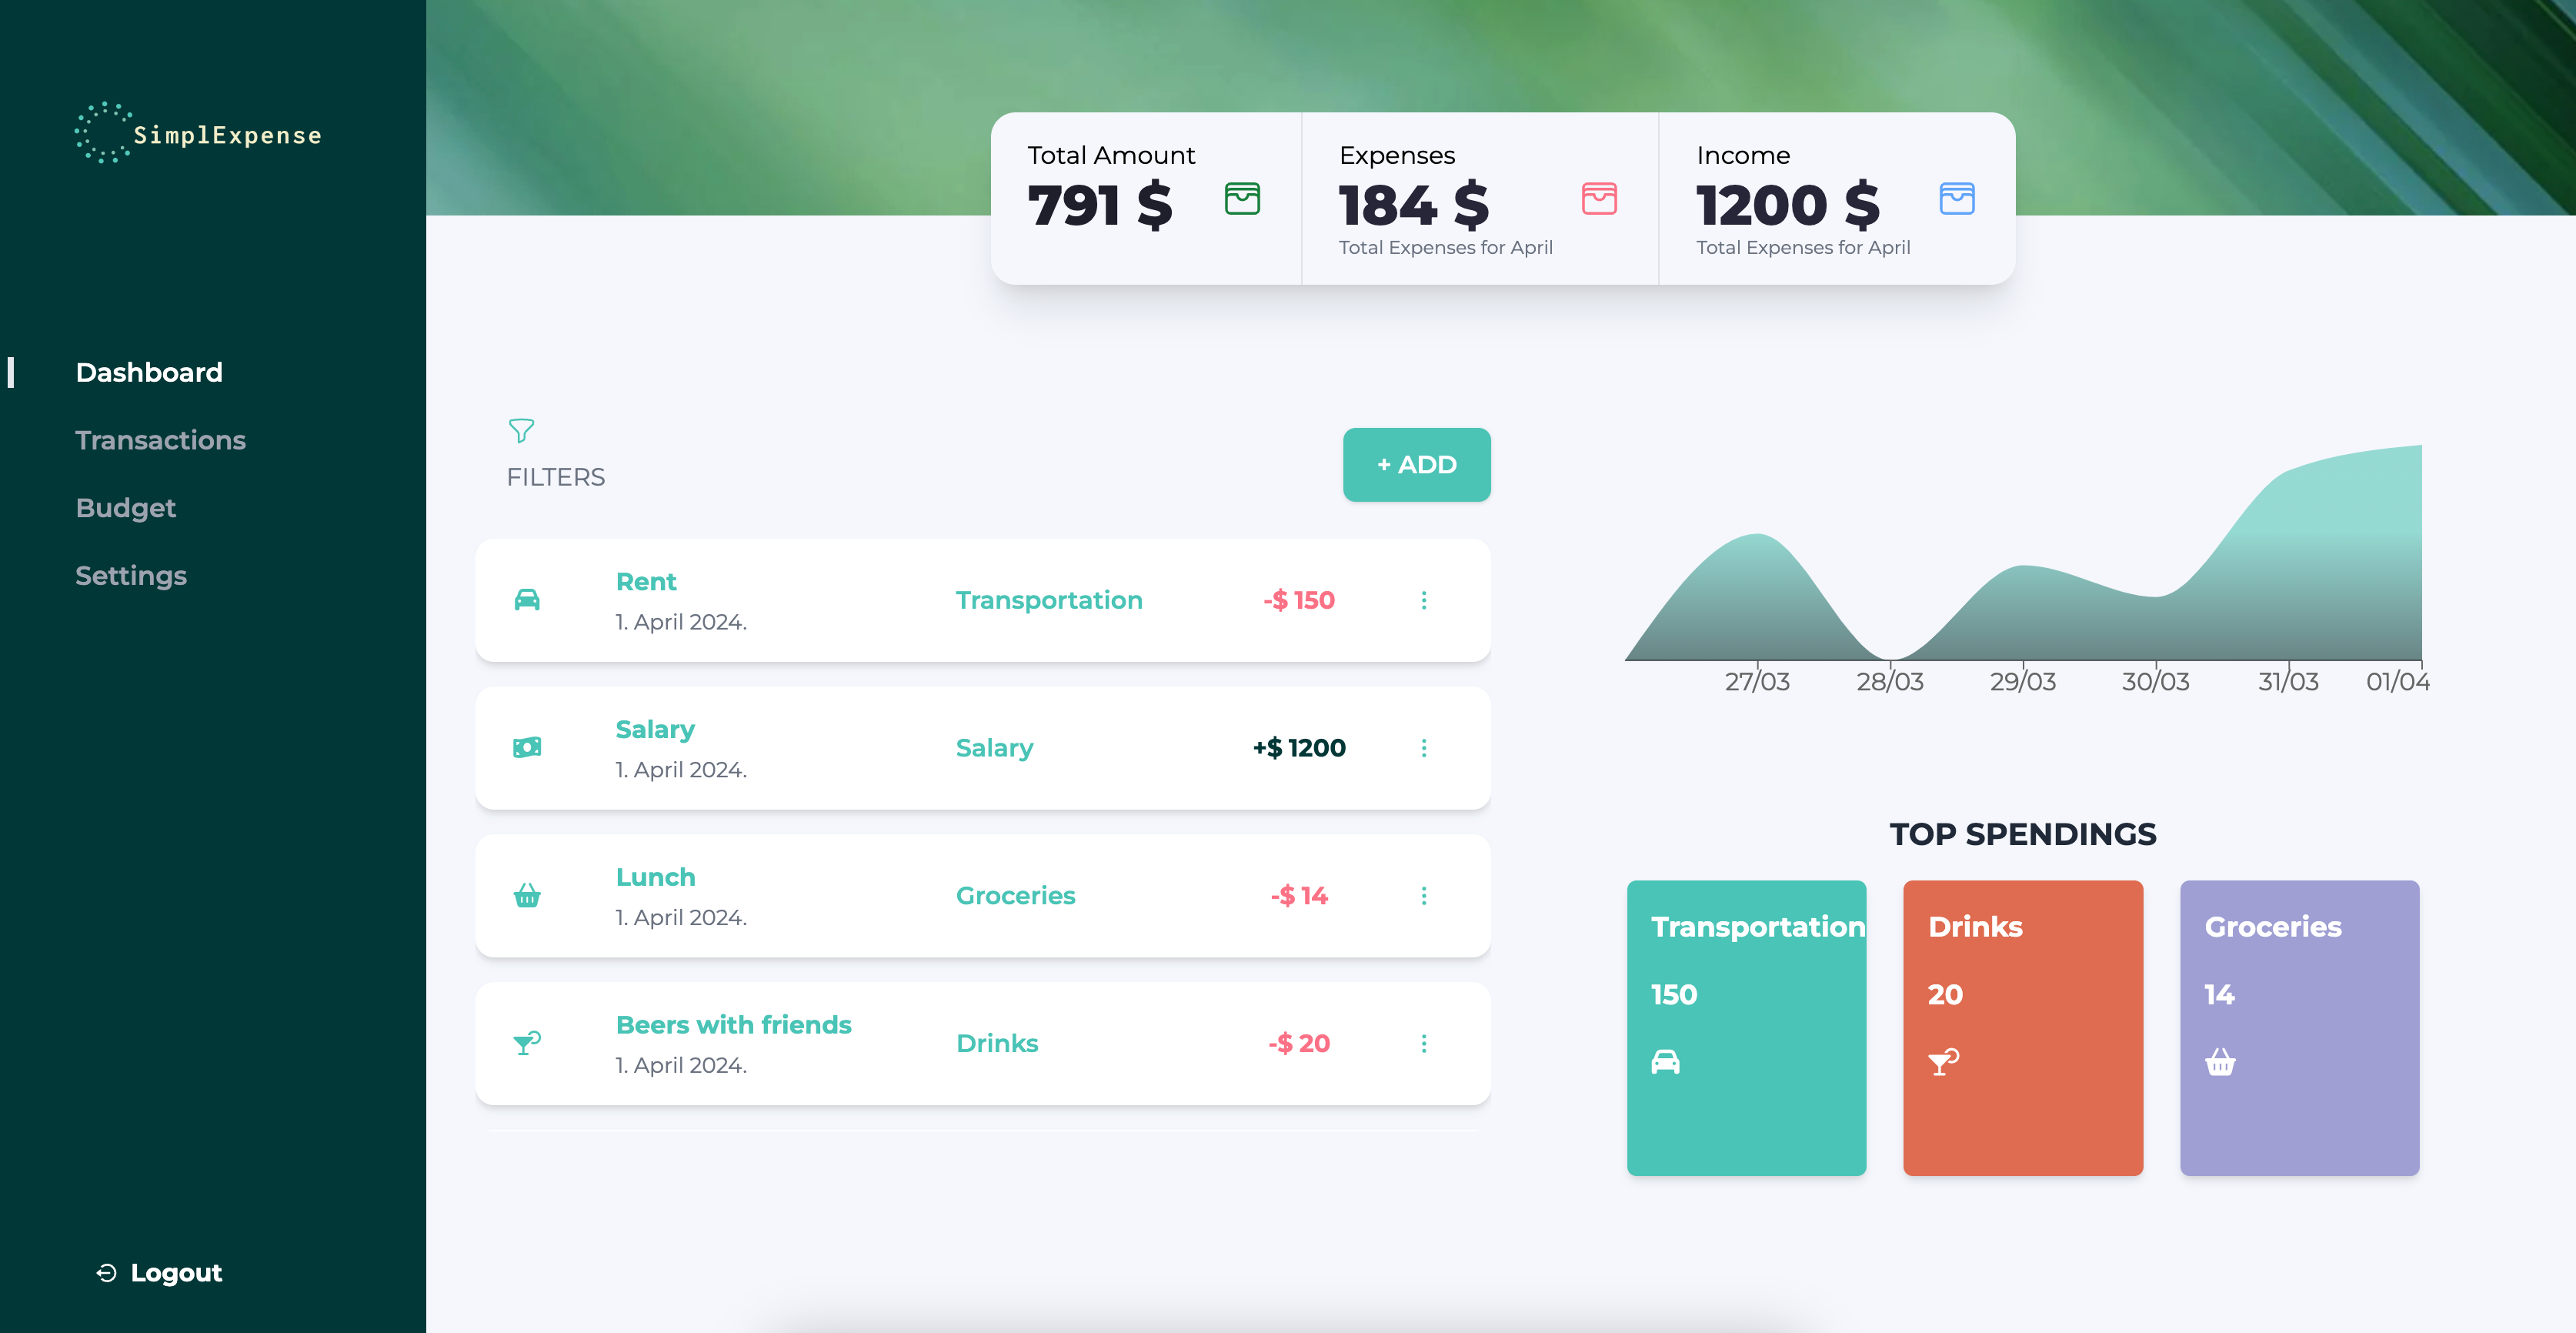 SimplExpense
Dashboard
Transactions
Budget
Settings
Logout
Total Amount
791 $
Expenses
184 $
Total Expenses for April
Income
1200 $
Total Expenses for April
FILTERS
+ ADD
Rent
1. April 2024.
Transportation
-$ 150
Salary
1. April 2024.
Salary
+$ 1200
Lunch
1. April 2024.
Groceries
-$ 14
Beers with friends
1. April 2024.
Drinks
-$ 20
27/03 28/03 29/03 30/03 31/03 01/04
TOP SPENDINGS
Transportation
150
Drinks
20
Groceries
14